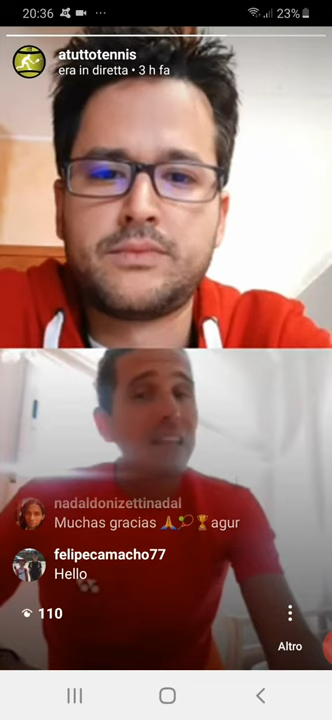 20:36
23%
atuttotennis
era in diretta • 3 h fa
nadaldonizettinadal
Muchas gracias 🙏🎾🏆agur
felipecamacho77
Hello
110
Altro